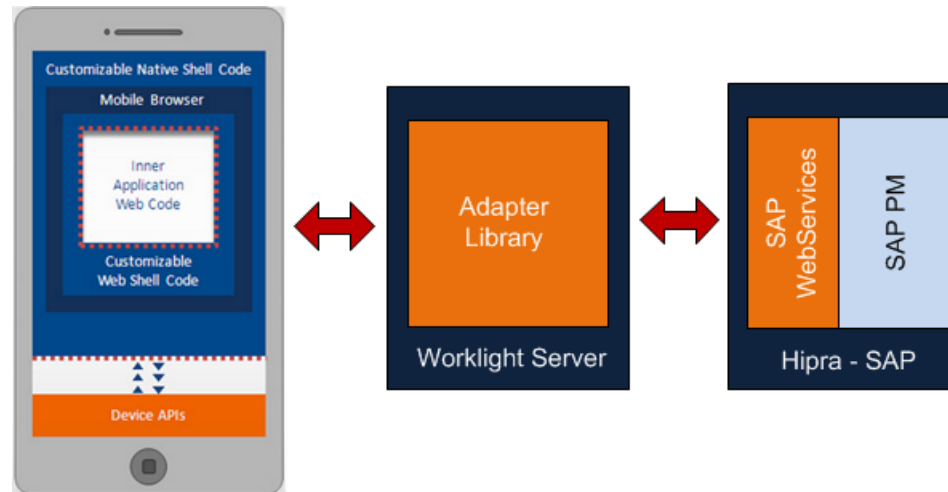 Customizable Native Shell Code
Mobile Browser
Inner
Application
Web Code
Customizable
Web Shell Code
Device APIs
Adapter
Library
Worklight Server
SAP
WebServices
SAP PM
Hipra - SAP